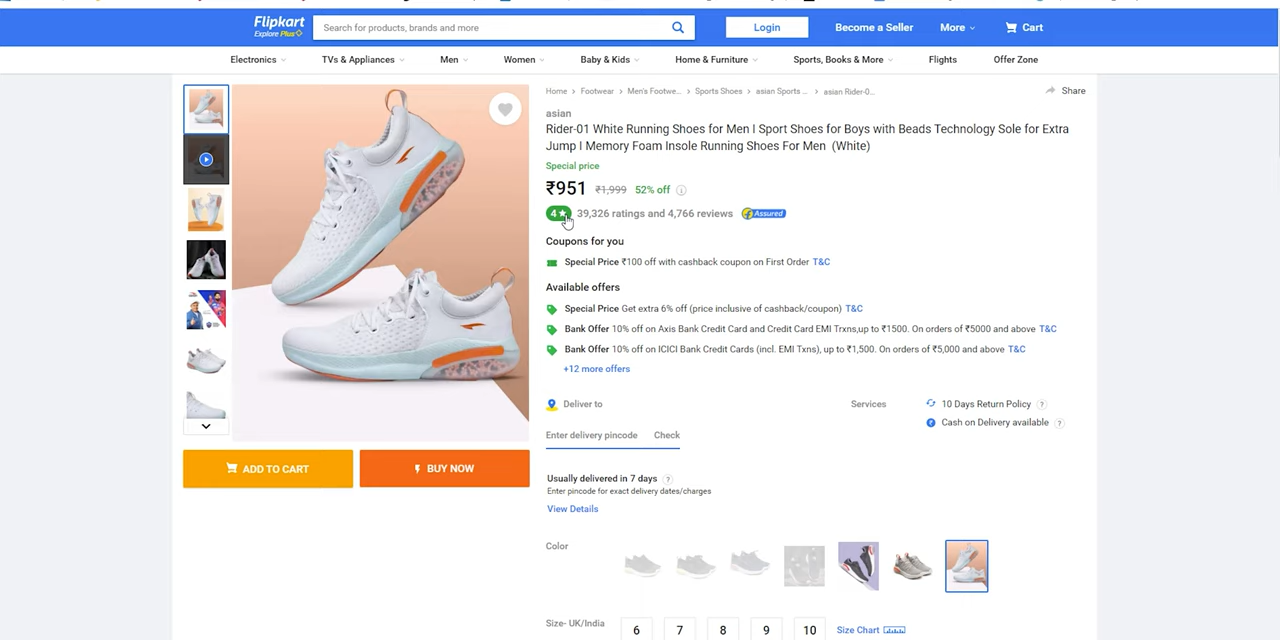 Flipkart
Explore Plus
Search for products, brands and more
Login
Become a Seller
More
Cart
Electronics
TVs & Appliances
Men
Women
Baby & Kids
Home & Furniture
Sports, Books & More
Flights
Offer Zone
Home > Footwear > Men's Footwe... > Sports Shoes > asian Sports ... > asian Rider-0...
Share
asian
Rider-01 White Running Shoes for Men I Sport Shoes for Boys with Beads Technology Sole for Extra
Jump I Memory Foam Insole Running Shoes For Men (White)
Special price
₹951 ₹1,999 52% off
4★ 39,326 ratings and 4,766 reviews Assured
Coupons for you
Special Price ₹100 off with cashback coupon on First Order T&C
Available offers
Special Price Get extra 6% off (price inclusive of cashback/coupon) T&C
Bank Offer 10% off on Axis Bank Credit Card and Credit Card EMI Trxns,up to ₹1500. On orders of ₹5000 and above T&C
Bank Offer 10% off on ICICI Bank Credit Cards (incl. EMI Txns), up to ₹1,500. On orders of ₹5,000 and above T&C
+12 more offers
Deliver to
Enter delivery pincode Check
Services
10 Days Return Policy ?
Cash on Delivery available ?
ADD TO CART
BUY NOW
Usually delivered in 7 days ?
Enter pincode for exact delivery dates/charges
View Details
Color
Size- UK/India
6 7 8 9 10
Size Chart